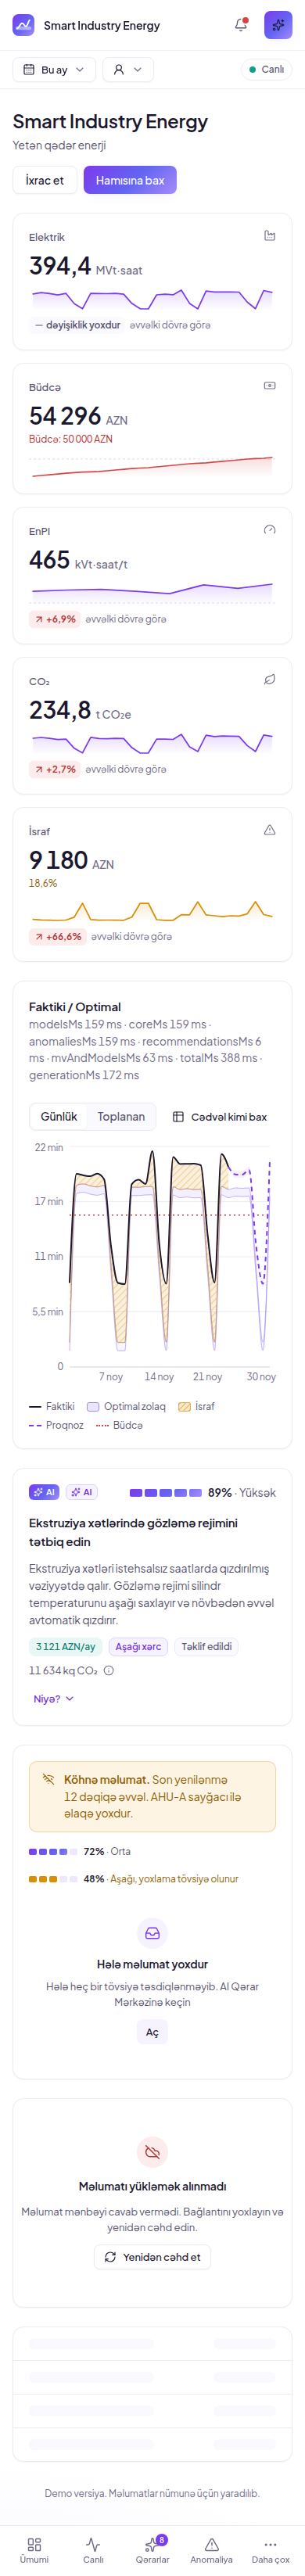 Smart Industry Energy
Bu ay
Canlı
Smart Industry Energy
Yetən qədər enerji
İxrac et
Hamısına bax
Elektrik
394,4 MVt·saat
— dəyişiklik yoxdur əvvəlki dövrə görə
Büdcə
54 296 AZN
Büdcə: 50 000 AZN
EnPI
465 kVt·saat/t
+6,9% əvvəlki dövrə görə
CO₂
234,8 t CO₂e
+2,7% əvvəlki dövrə görə
İsraf
9 180 AZN
18,6%
+66,6% əvvəlki dövrə görə
Faktiki / Optimal
modelsMs 159 ms · coreMs 159 ms ·
anomaliesMs 159 ms · recommendationsMs 6
ms · mvAndModelsMs 63 ms · totalMs 388 ms ·
generationMs 172 ms
Günlük
Toplanan
Cədvəl kimi bax
22 min
17 min
11 min
5,5 min
0
7 noy
14 noy
21 noy
30 noy
Faktiki
Optimal zolaq
İsraf
Proqnoz
Büdcə
AI
AI
89% · Yüksək
Ekstruziya xətlərində gözləmə rejimini
tətbiq edin
Ekstruziya xətləri istehsalsız saatlarda qızdırılmış
vəziyyətdə qalır. Gözləmə rejimi silindr
temperaturunu aşağı saxlayır və növbədən əvvəl
avtomatik qızdırır.
3 121 AZN/ay
Aşağı xərc
Təklif edildi
11 634 kq CO₂
Niyə?
Köhnə məlumat. Son yenilənmə
12 dəqiqə əvvəl. AHU-A sayğacı ilə
əlaqə yoxdur.
72% · Orta
48% · Aşağı, yoxlama tövsiyə olunur
Hələ məlumat yoxdur
Hələ heç bir tövsiyə təsdiqlənməyib. AI Qərar
Mərkəzinə keçin
Aç
Məlumatı yükləmək alınmadı
Məlumat mənbəyi cavab vermədi. Bağlantını yoxlayın və
yenidən cəhd edin.
Yenidən cəhd et
Demo versiya. Məlumatlar nümunə üçün yaradılıb.
8
Ümumi
Canlı
Qərarlar
Anomaliya
Daha çox